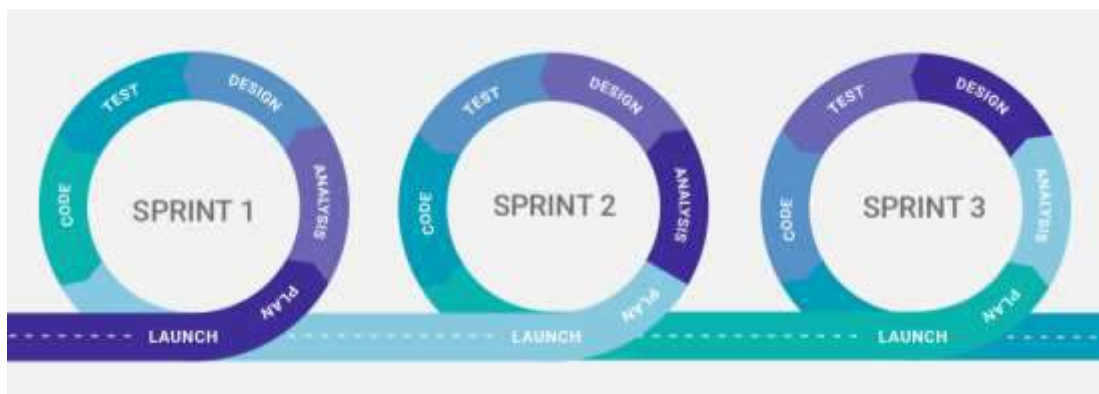 TEST
DESIGN
CODE
SPRINT 1
ANALYSIS
PLAN
LAUNCH
TEST
DESIGN
CODE
SPRINT 2
ANALYSIS
PLAN
LAUNCH
TEST
DESIGN
CODE
SPRINT 3
ANALYSIS
PLAN
LAUNCH